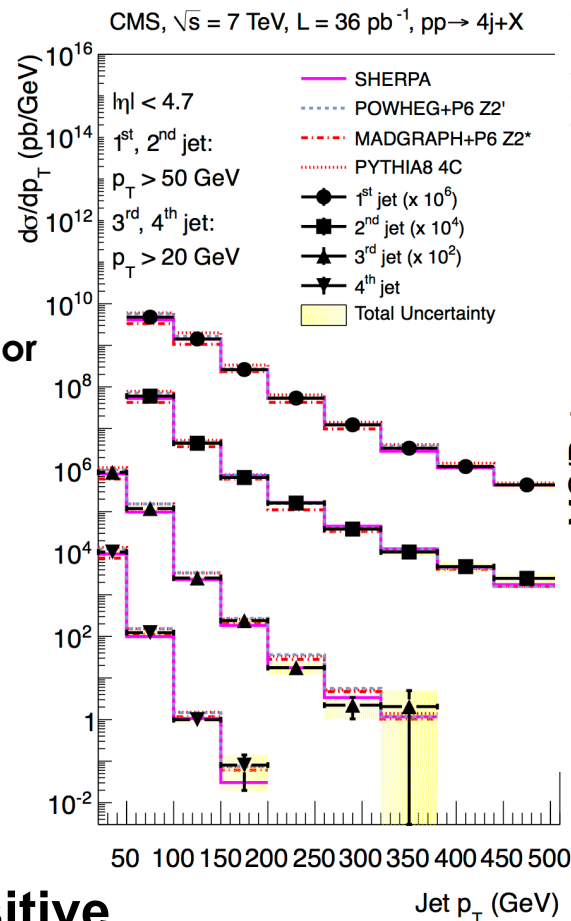 CMS, √s = 7 TeV, L = 36 pb⁻¹, pp→ 4j+X
dσ/dp_T (pb/GeV)
10¹⁶
10¹⁴
10¹²
10¹⁰
10⁸
10⁶
10⁴
10²
1
10⁻²
|η| < 4.7
1ˢᵗ, 2ⁿᵈ jet:
p_T > 50 GeV
3ʳᵈ, 4ᵗʰ jet:
p_T > 20 GeV
SHERPA
POWHEG+P6 Z2'
MADGRAPH+P6 Z2*
PYTHIA8 4C
1ˢᵗ jet (x 10⁶)
2ⁿᵈ jet (x 10⁴)
3ʳᵈ jet (x 10²)
4ᵗʰ jet
Total Uncertainty
or
50 100 150 200 250 300 350 400 450 500
Jet p_T (GeV)
sitive